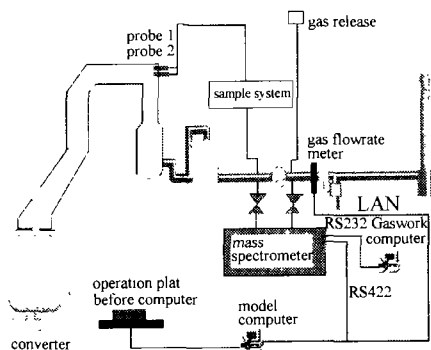 probe 1
probe 2
gas release
sample system
gas flowrate
meter
LAN
RS232 Gaswork
computer
mass
spectrometer
RS422
operation plat
before computer
model
computer
converter